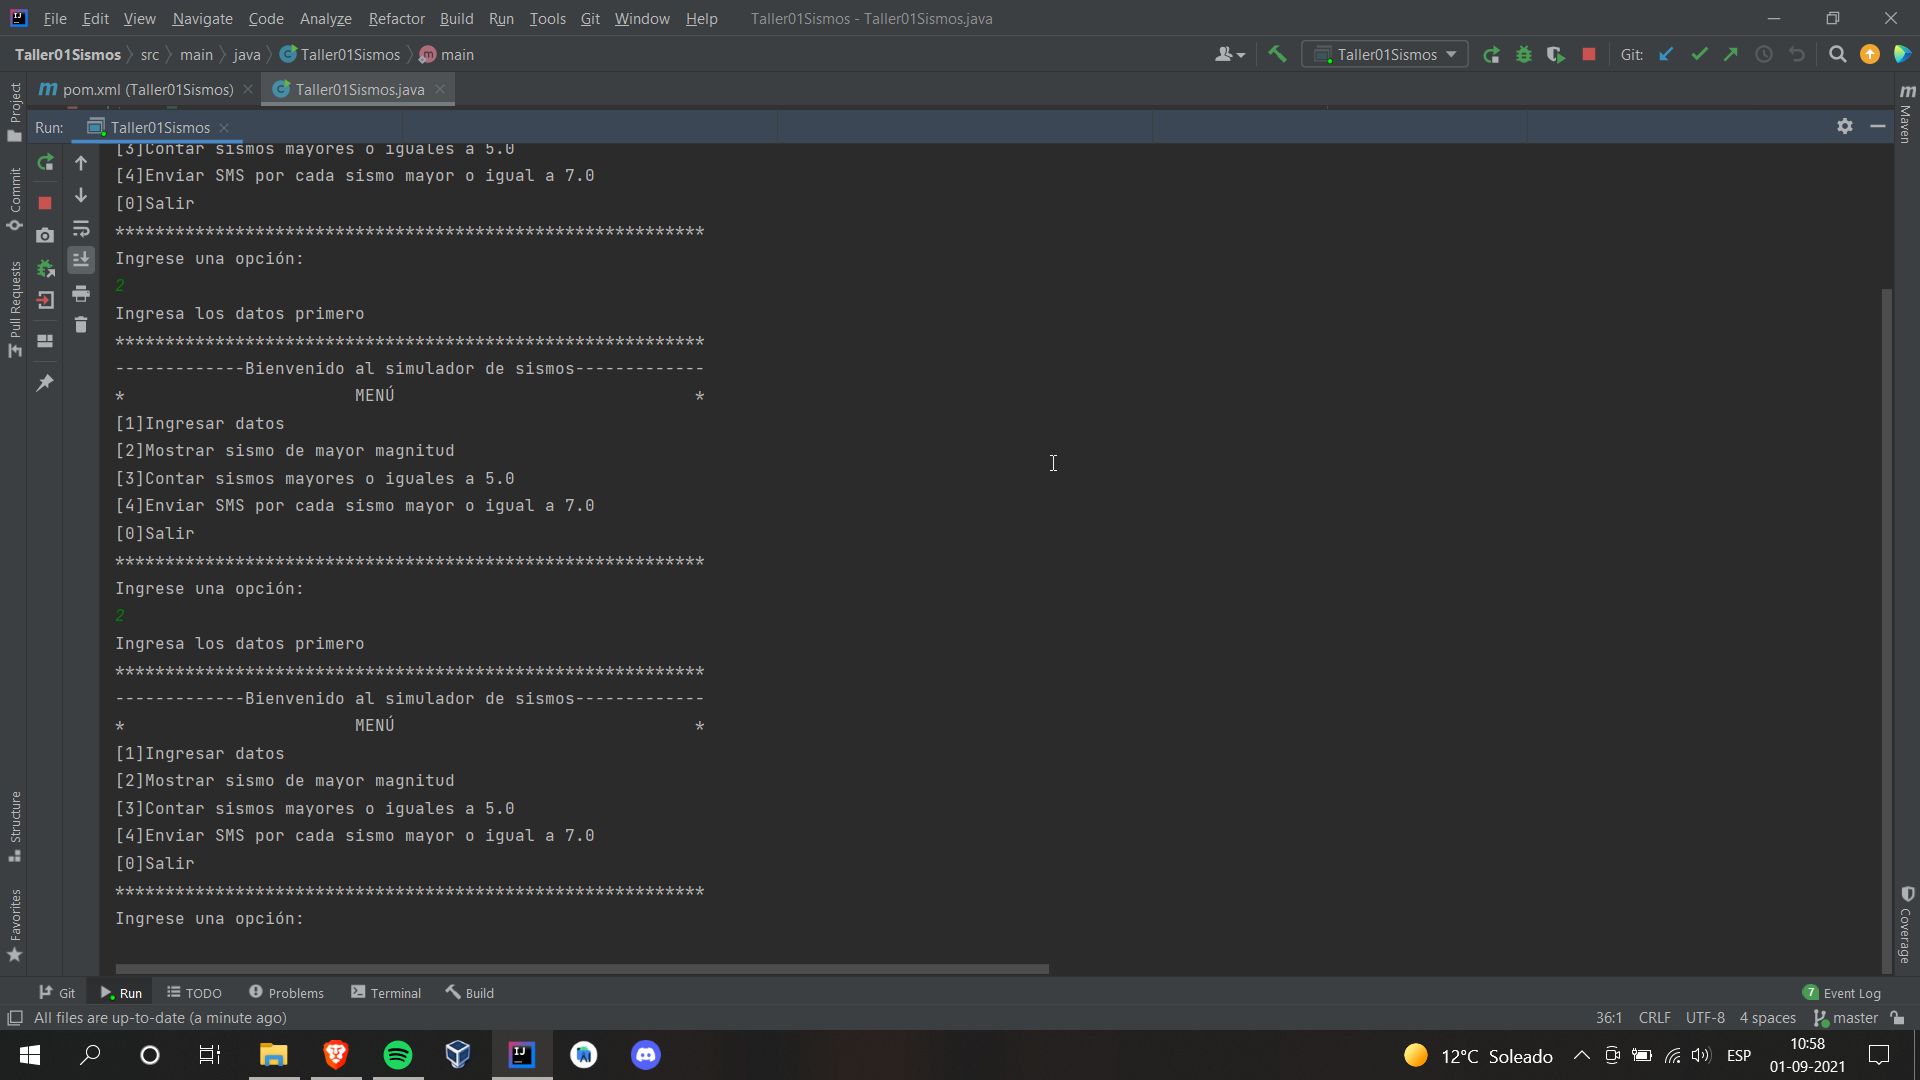 File Edit View Navigate Code Analyze Refactor Build Run Tools Git Window Help Taller01Sismos - Taller01Sismos.java
Taller01Sismos src main java Taller01Sismos main Taller01Sismos Git:
pom.xml (Taller01Sismos) Taller01Sismos.java
Run: Taller01Sismos
Project
Commit
Pull Requests
Structure
Favorites
Maven
Coverage
[3]Contar sismos mayores o iguales a 5.0
[4]Enviar SMS por cada sismo mayor o igual a 7.0
[0]Salir
***********************************************************
Ingrese una opción:
2
Ingresa los datos primero
***********************************************************
-------------Bienvenido al simulador de sismos-------------
* MENÚ *
[1]Ingresar datos
[2]Mostrar sismo de mayor magnitud
[3]Contar sismos mayores o iguales a 5.0
[4]Enviar SMS por cada sismo mayor o igual a 7.0
[0]Salir
***********************************************************
Ingrese una opción:
2
Ingresa los datos primero
***********************************************************
-------------Bienvenido al simulador de sismos-------------
* MENÚ *
[1]Ingresar datos
[2]Mostrar sismo de mayor magnitud
[3]Contar sismos mayores o iguales a 5.0
[4]Enviar SMS por cada sismo mayor o igual a 7.0
[0]Salir
***********************************************************
Ingrese una opción:
Git Run TODO Problems Terminal Build 7 Event Log
All files are up-to-date (a minute ago) 36:1 CRLF UTF-8 4 spaces master
12°C Soleado ESP 10:58
01-09-2021